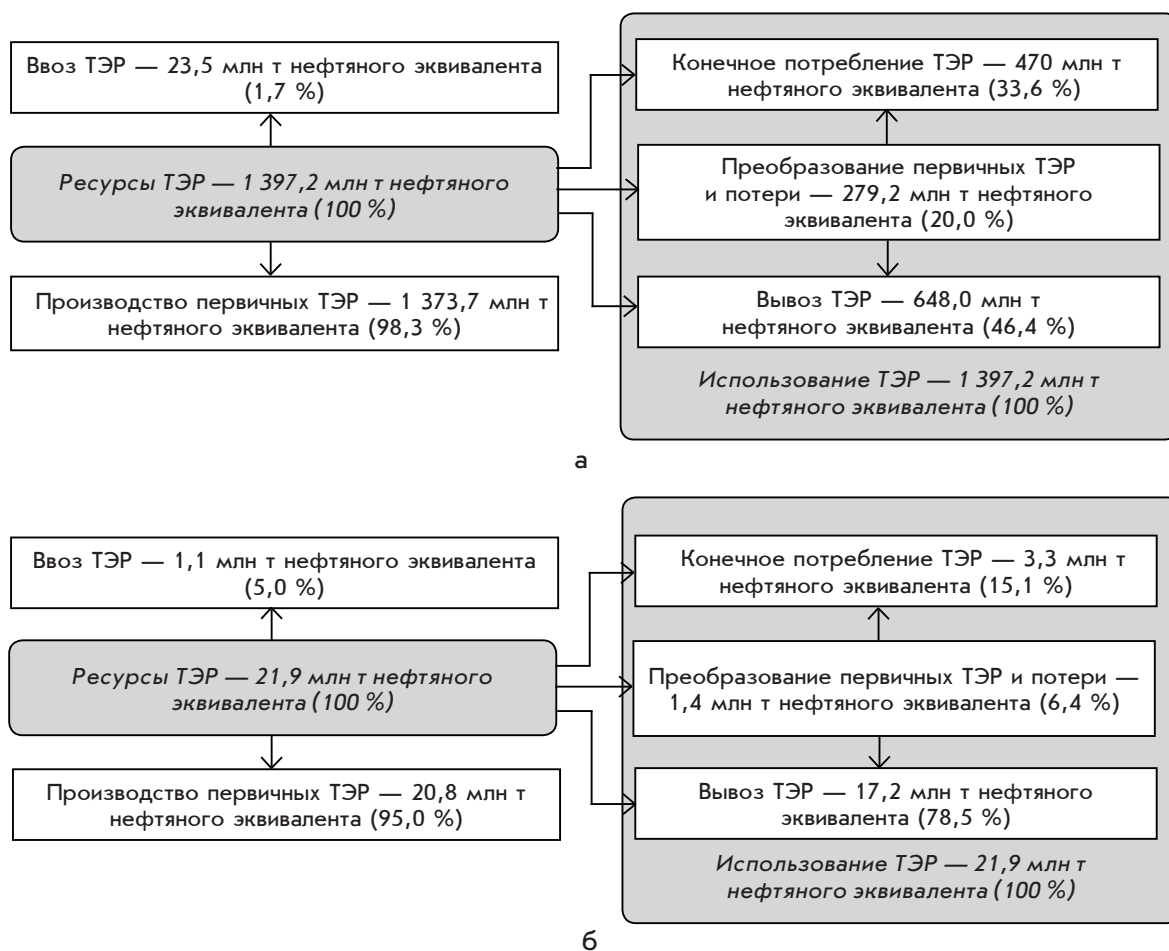 Ввоз ТЭР — 23,5 млн т нефтяного эквивалента
(1,7 %)
Ресурсы ТЭР — 1 397,2 млн т нефтяного
эквивалента (100 %)
Производство первичных ТЭР — 1 373,7 млн т
нефтяного эквивалента (98,3 %)
Конечное потребление ТЭР — 470 млн т
нефтяного эквивалента (33,6 %)
Преобразование первичных ТЭР
и потери — 279,2 млн т нефтяного
эквивалента (20,0 %)
Вывоз ТЭР — 648,0 млн т
нефтяного эквивалента (46,4 %)
Использование ТЭР — 1 397,2 млн т
нефтяного эквивалента (100 %)
а
Ввоз ТЭР — 1,1 млн т нефтяного эквивалента
(5,0 %)
Ресурсы ТЭР — 21,9 млн т нефтяного
эквивалента (100 %)
Производство первичных ТЭР — 20,8 млн т
нефтяного эквивалента (95,0 %)
Конечное потребление ТЭР — 3,3 млн т
нефтяного эквивалента (15,1 %)
Преобразование первичных ТЭР и потери —
1,4 млн т нефтяного эквивалента (6,4 %)
Вывоз ТЭР — 17,2 млн т нефтяного
эквивалента (78,5 %)
Использование ТЭР — 21,9 млн т
нефтяного эквивалента (100 %)
б